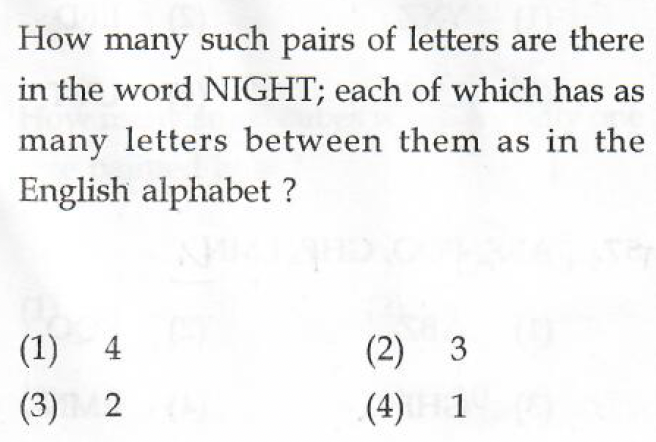 How many such pairs of letters are there
in the word NIGHT; each of which has as
many letters between them as in the
English alphabet ?
(1) 4 (2) 3
(3) 2 (4) 1